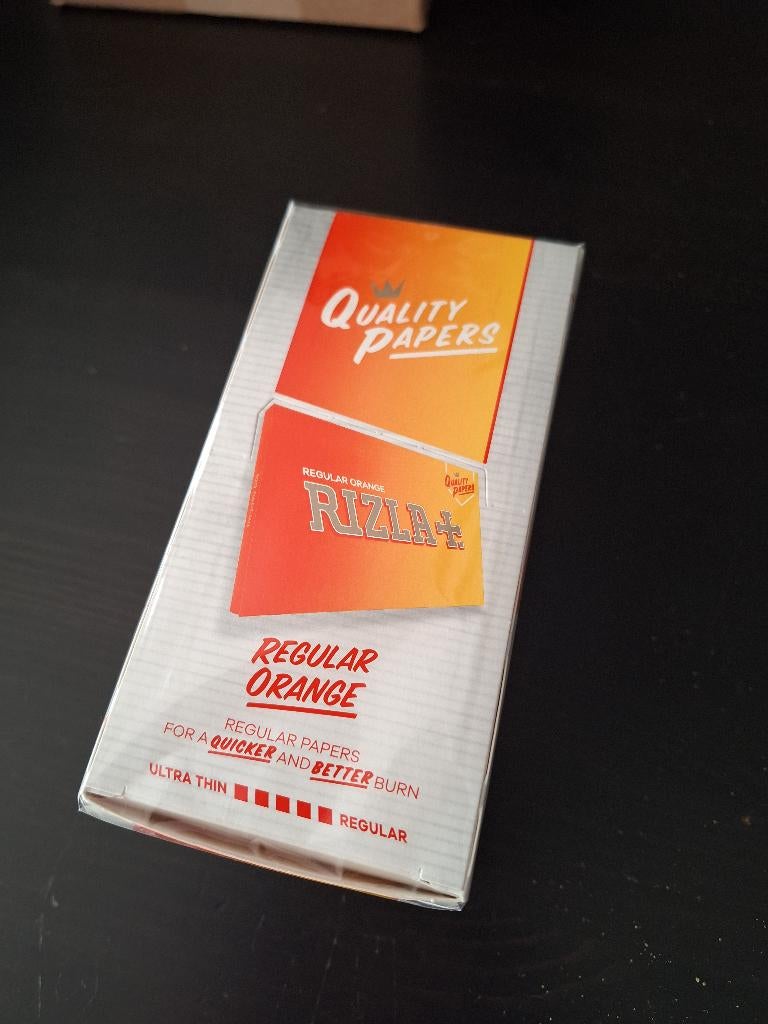 QUALITY
PAPERS
REGULAR ORANGE
RIZLA+.
QUALITY
PAPERS
REGULAR
ORANGE
REGULAR PAPERS
FOR A QUICKER AND BETTER BURN
ULTRA THIN REGULAR